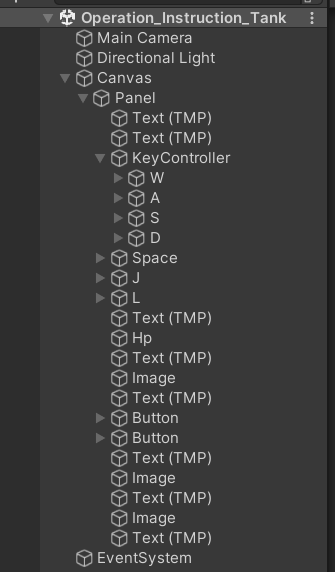 Operation_Instruction_Tank
Main Camera
Directional Light
Canvas
Panel
Text (TMP)
Text (TMP)
KeyController
W
A
S
D
Space
J
L
Text (TMP)
Hp
Text (TMP)
Image
Text (TMP)
Button
Button
Text (TMP)
Image
Text (TMP)
Image
Text (TMP)
EventSystem